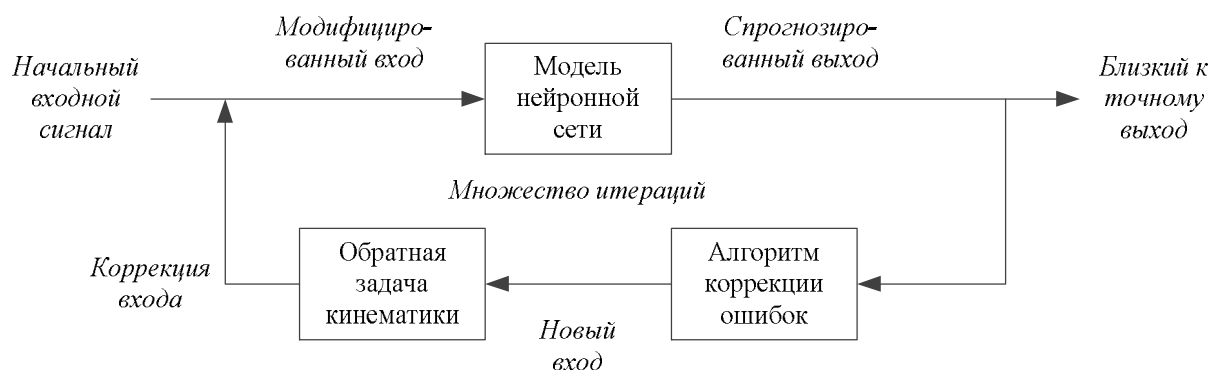 Модифициро-
ванный вход
Спрогнозиро-
ванный выход
Начальный
входной
сигнал
Модель
нейронной
сети
Близкий к
точному
выход
Множество итераций
Коррекция
входа
Обратная
задача
кинематики
Новый
вход
Алгоритм
коррекции
ошибок